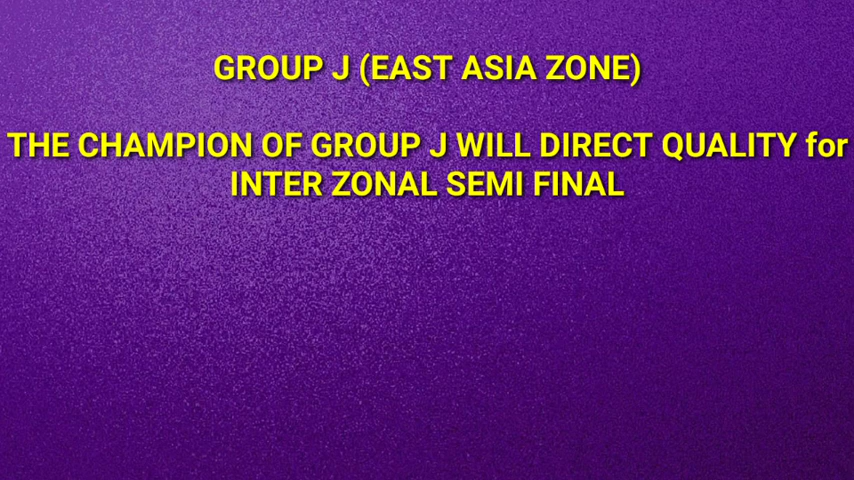 GROUP J (EAST ASIA ZONE)
THE CHAMPION OF GROUP J WILL DIRECT QUALITY for
INTER ZONAL SEMI FINAL